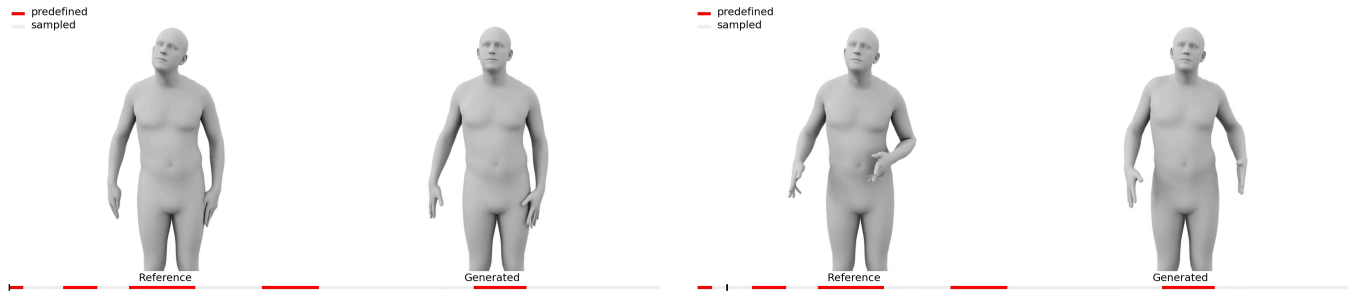 predefined
sampled
Reference
Generated
predefined
sampled
Reference
Generated